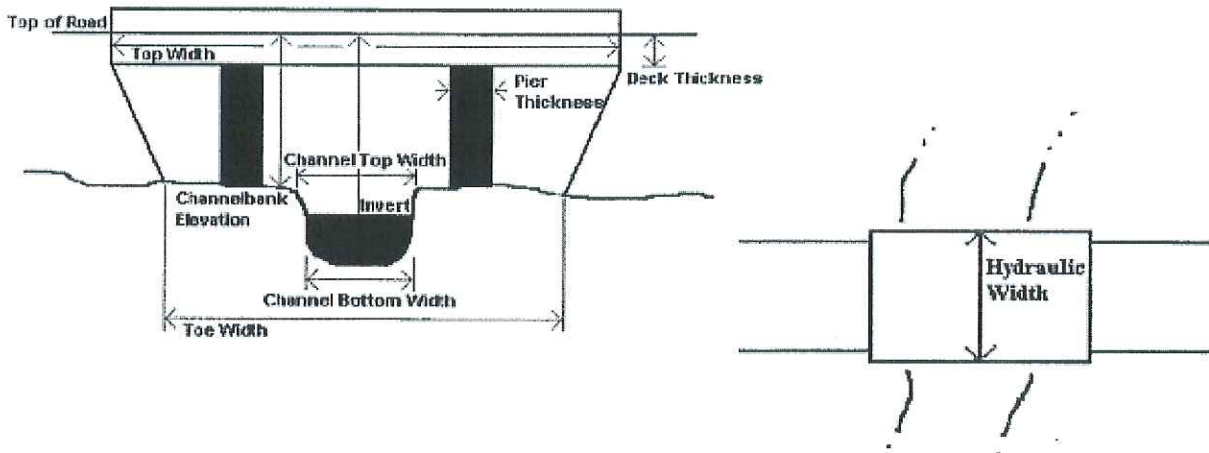 Top of Road
Top Width
Deck Thickness
Pier
Thickness
Channel Top Width
Channelbank
Elevation
Invert
Channel Bottom Width
Toe Width
Hydraulic
Width